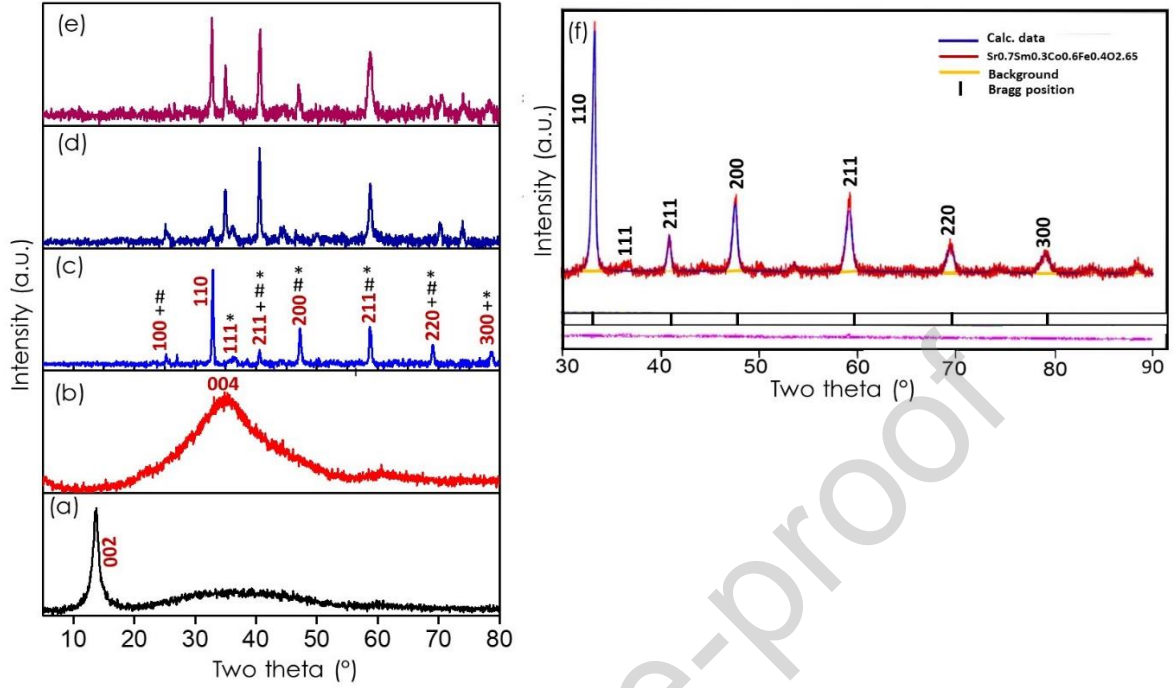 (e)
(d)
(c)
100 + #
110
111 *
211 + # *
200 # *
211 # *
220 + # *
300 + *
(b)
004
(a)
002
Intensity (a.u.)
10 20 30 40 50 60 70 80
Two theta (°)
(f)
Calc. data
Sr0.7Sm0.3Co0.6Fe0.4O2.65
Background
Bragg position
110
111
211
200
211
220
300
Intensity (a.u.)
30 40 50 60 70 80 90
Two theta (°)
e-proof